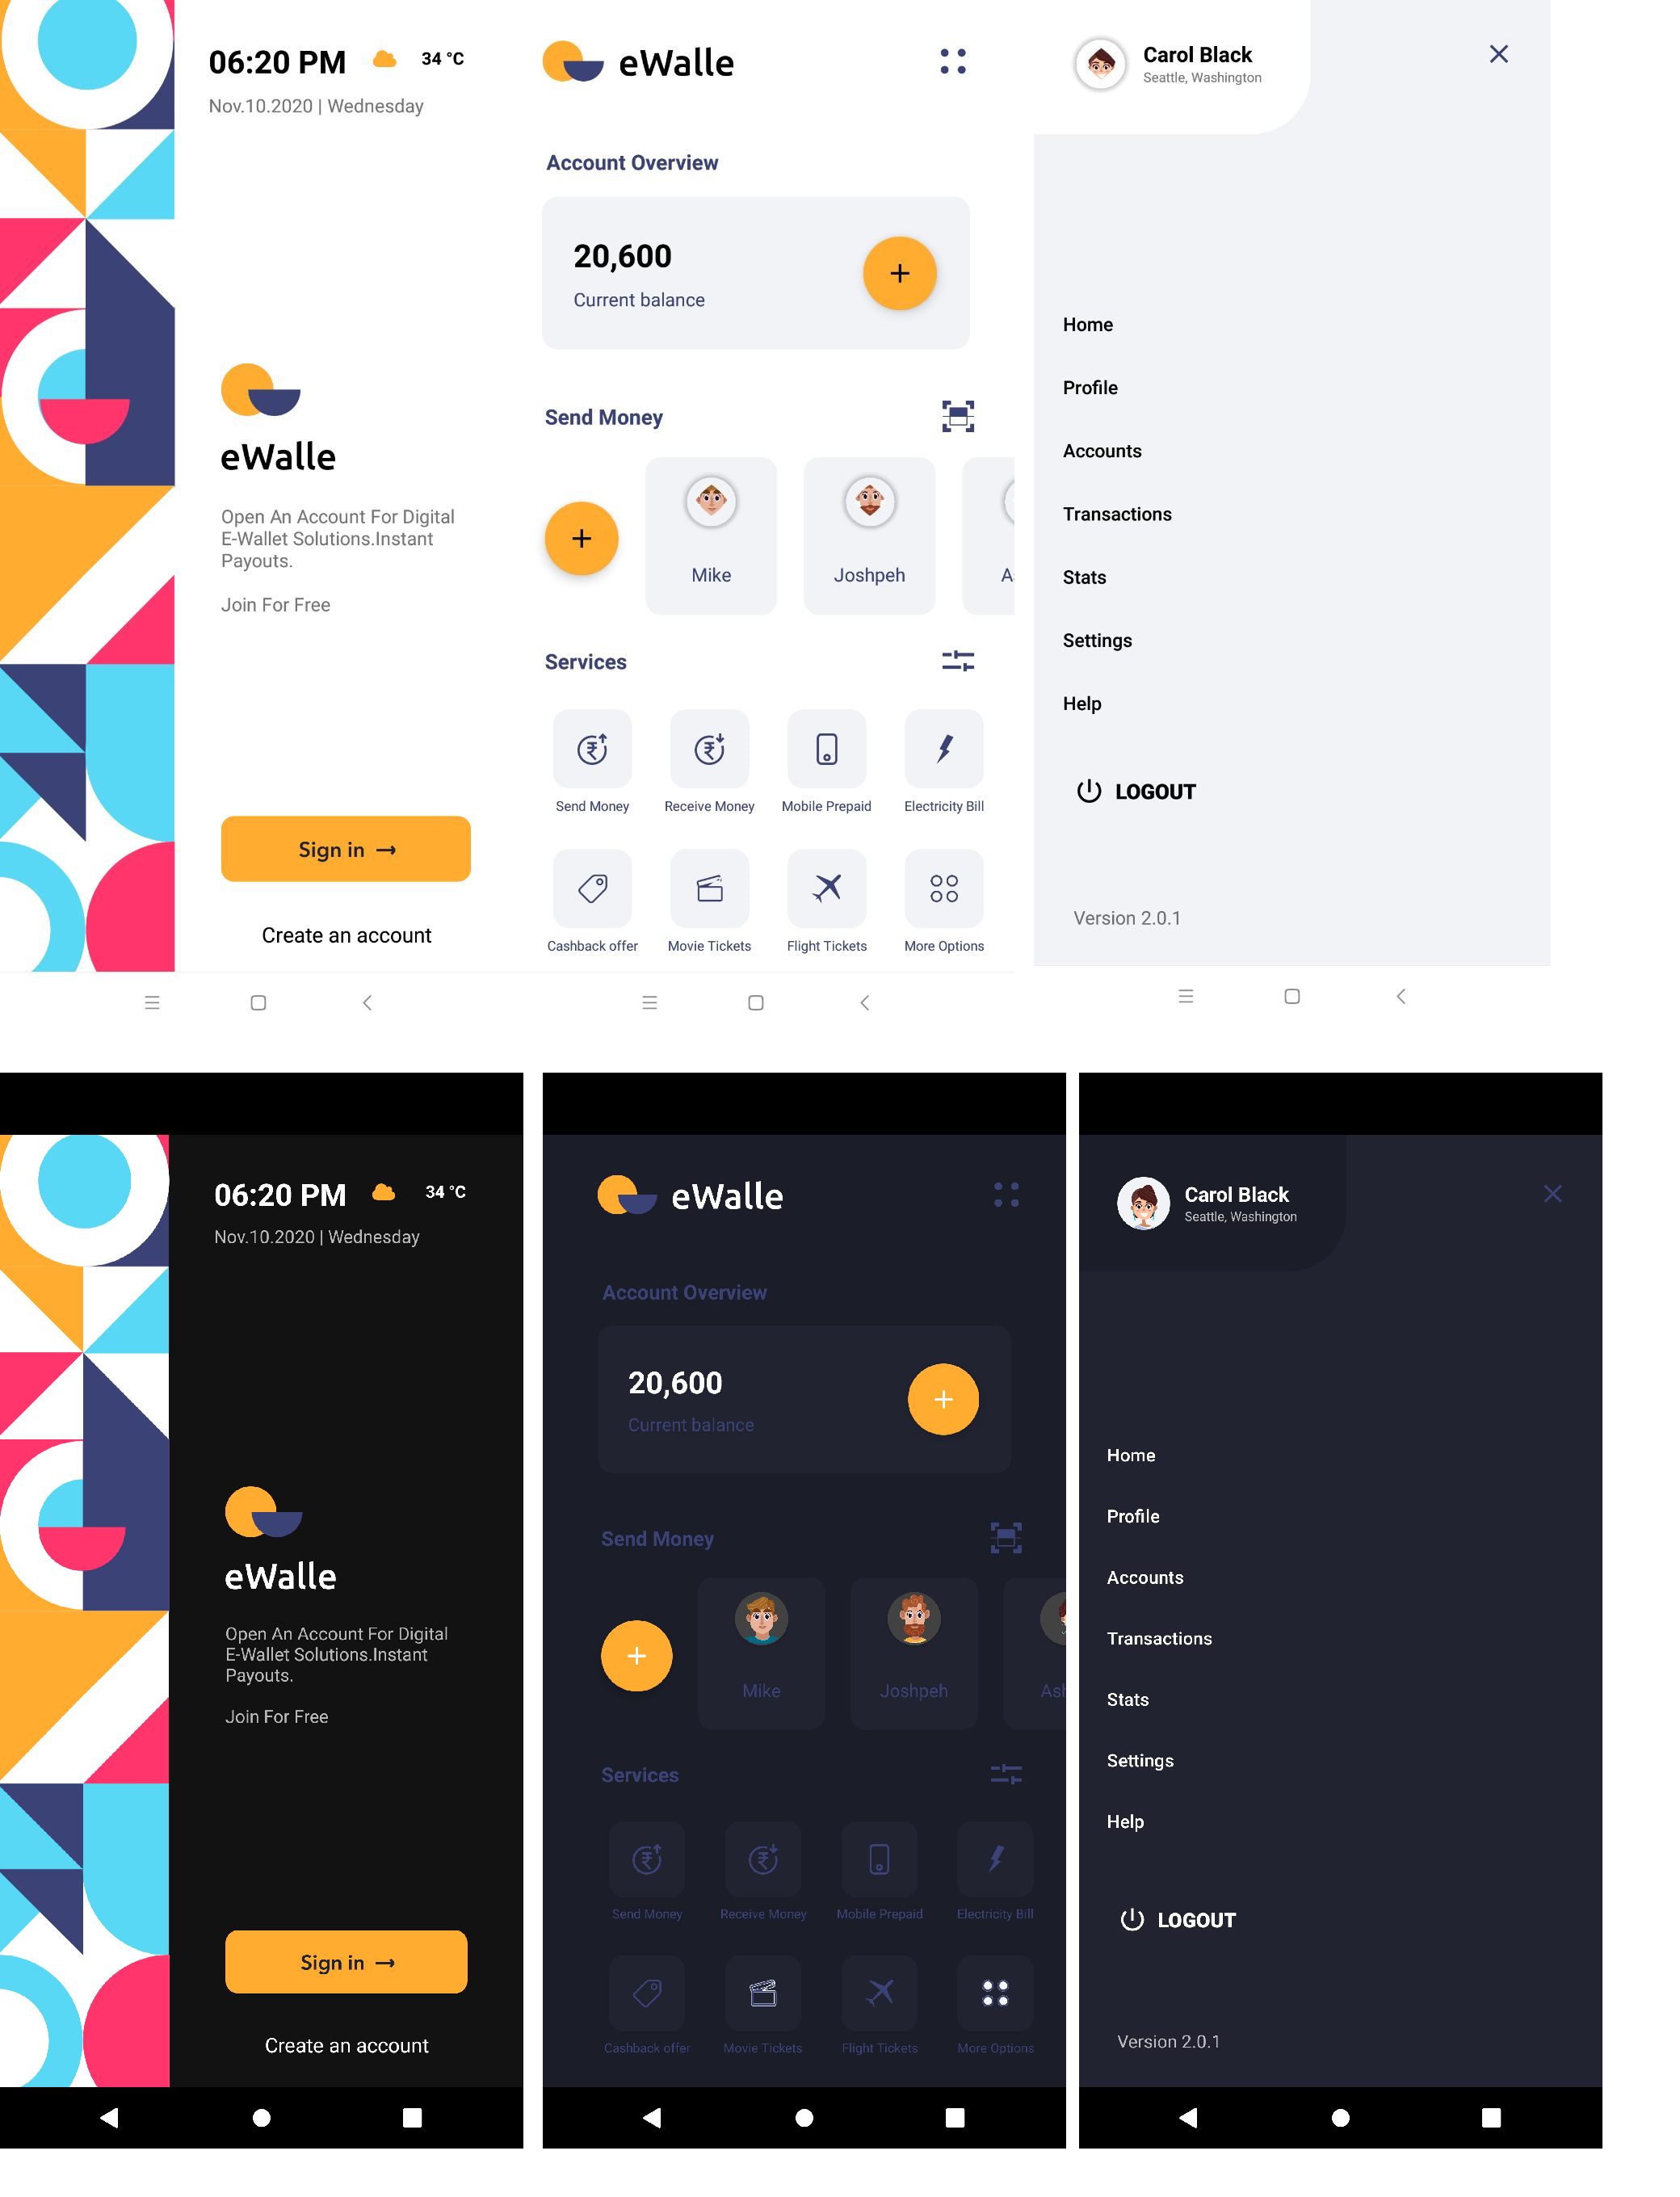 06:20 PM 34 °C
Nov.10.2020 | Wednesday
eWalle
Open An Account For Digital
E-Wallet Solutions.Instant
Payouts.
Join For Free
Sign in →
Create an account
eWalle
Account Overview
20,600
Current balance
+
Send Money
+
Mike
Joshpeh
A
Services
Send Money
Receive Money
Mobile Prepaid
Electricity Bill
Cashback offer
Movie Tickets
Flight Tickets
More Options
Carol Black
Seattle, Washington
Home
Profile
Accounts
Transactions
Stats
Settings
Help
LOGOUT
Version 2.0.1
06:20 PM 34 °C
Nov.10.2020 | Wednesday
eWalle
Open An Account For Digital
E-Wallet Solutions.Instant
Payouts.
Join For Free
Sign in →
Create an account
eWalle
Account Overview
20,600
Current balance
+
Send Money
+
Mike
Joshpeh
Ash
Services
Send Money
Receive Money
Mobile Prepaid
Electricity Bill
Cashback offer
Movie Tickets
Flight Tickets
More Options
Carol Black
Seattle, Washington
Home
Profile
Accounts
Transactions
Stats
Settings
Help
LOGOUT
Version 2.0.1